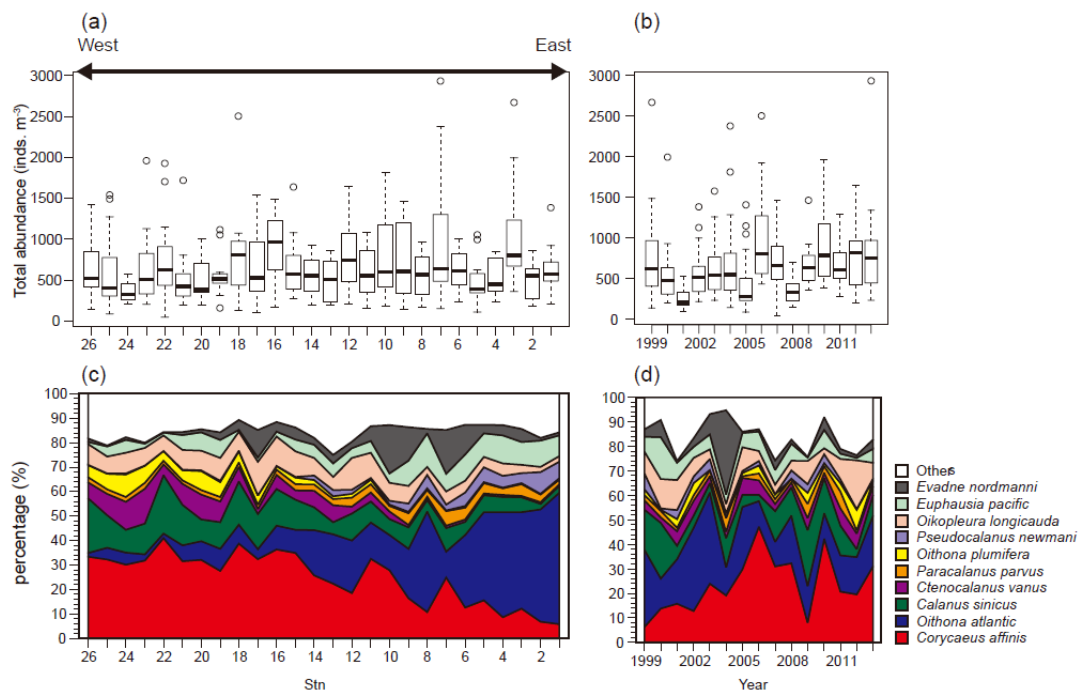 (a)
West East
Total abundance (inds. m⁻³)
3000
2500
2000
1500
1000
500
0
26 24 22 20 18 16 14 12 10 8 6 4 2
(b)
3000
2500
2000
1500
1000
500
0
1999 2002 2005 2008 2011
(c)
percentage (%)
100
90
80
70
60
50
40
30
20
10
0
26 24 22 20 18 16 14 12 10 8 6 4 2
Stn
(d)
100
90
80
70
60
50
40
30
20
10
0
1999 2002 2005 2008 2011
Year
Others
Evadne nordmanni
Euphausia pacific
Oikopleura longicauda
Pseudocalanus newmani
Oithona plumifera
Paracalanus parvus
Ctenocalanus vanus
Calanus sinicus
Oithona atlantic
Corycaeus affinis